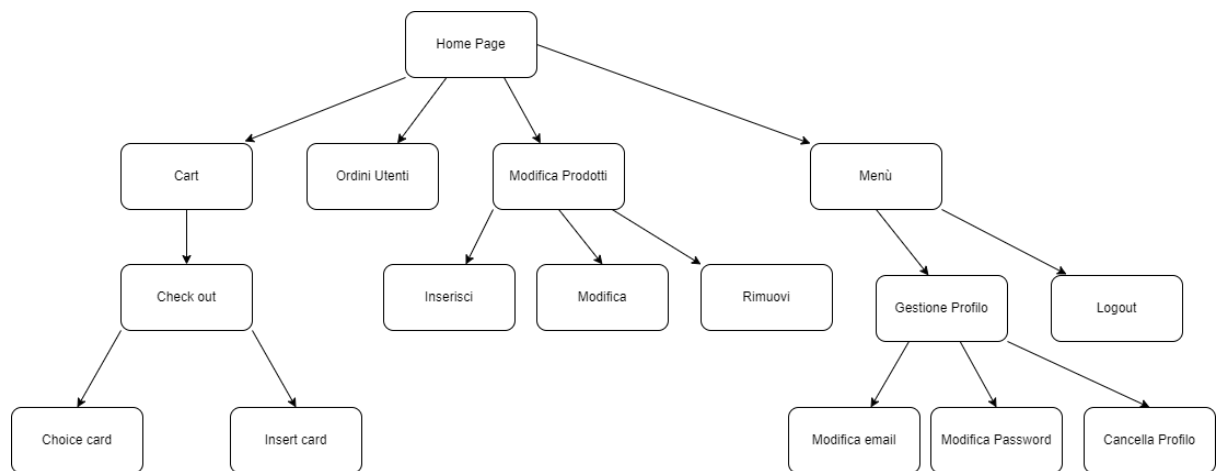 Home Page
Cart
Ordini Utenti
Modifica Prodotti
Menù
Check out
Inserisci
Modifica
Rimuovi
Gestione Profilo
Logout
Choice card
Insert card
Modifica email
Modifica Password
Cancella Profilo